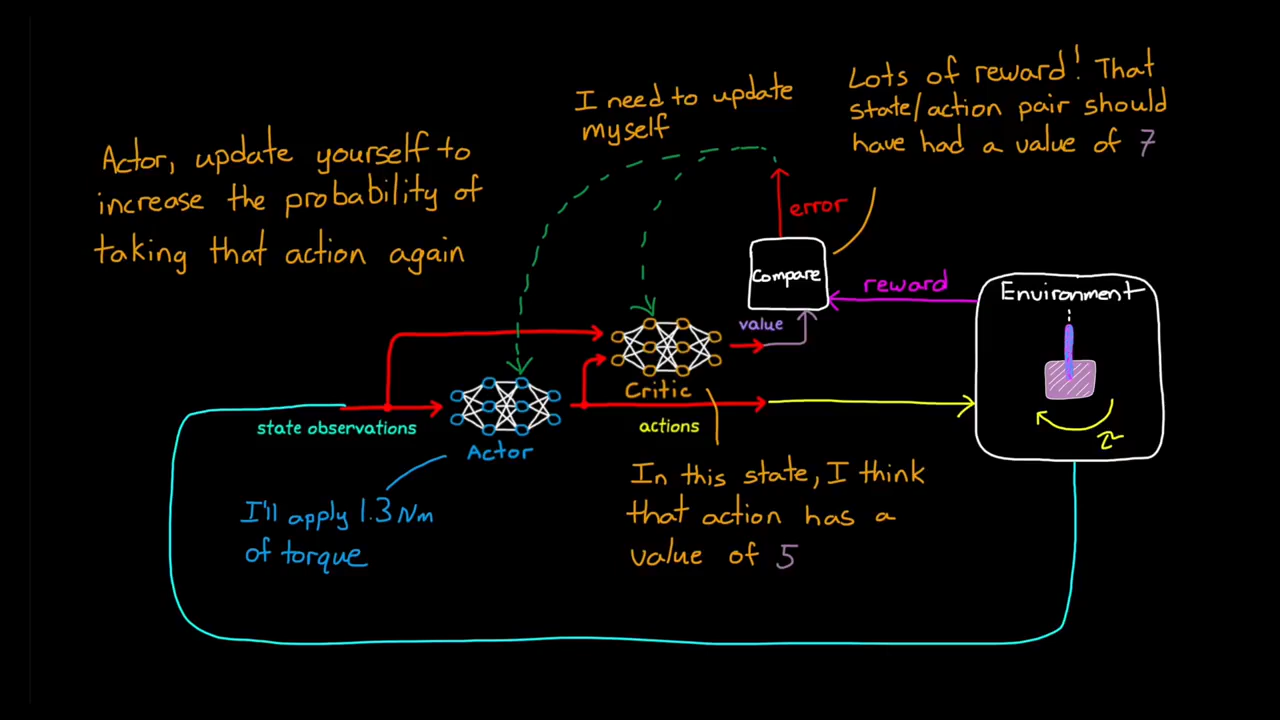 I need to update
myself
Lots of reward! That
state/action pair should
have had a value of 7
Actor, update yourself to
increase the probability of
taking that action again
error
Compare
reward
Environment
value
Critic
state observations
actions
Actor
τ
I'll apply 1.3 Nm
of torque
In this state, I think
that action has a
value of 5